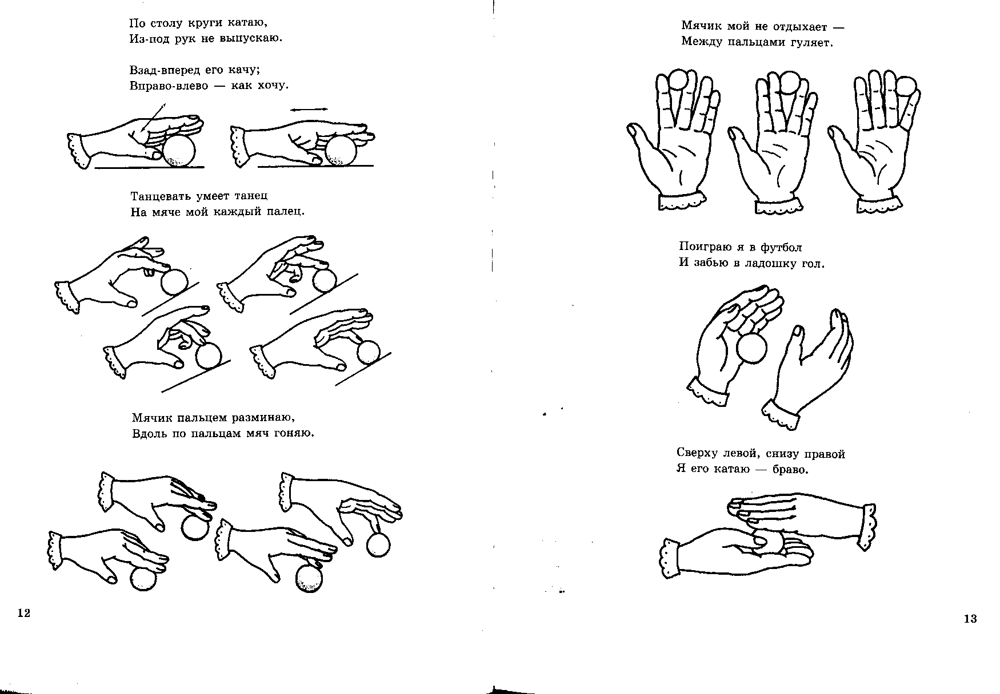 По столу круги катаю,
Из-под рук не выпускаю.
Взад-вперед его качу;
Вправо-влево — как хочу.
Танцевать умеет танец
На мяче мой каждый палец.
Мячик пальцем разминаю,
Вдоль по пальцам мяч гоняю.
12
Мячик мой не отдыхает —
Между пальцами гуляет.
Поиграю я в футбол
И забью в ладошку гол.
Сверху левой, снизу правой
Я его катаю — браво.
13